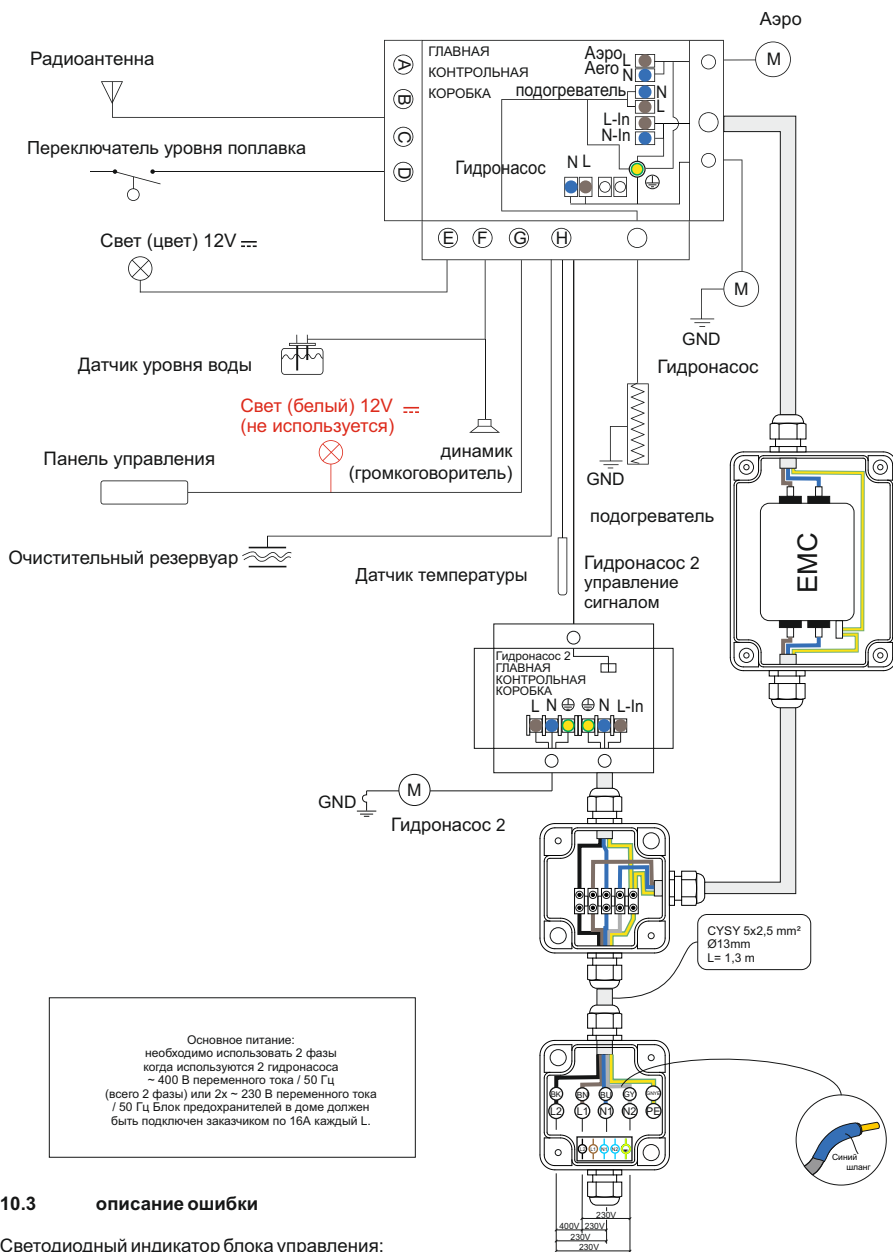 Аэро
Радиоантенна
A
B
C
D
ГЛАВНАЯ
КОНТРОЛЬНАЯ
КОРОБКА
Аэро L
Aero N
подогреватель N
L
L-In
N-In
M
Переключатель уровня поплавка
Гидронасос
N L
E
F
G
H
Свет (цвет) 12V
M
GND
Гидронасос
Датчик уровня воды
Свет (белый) 12V
(не используется)
динамик
(громкоговоритель)
Панель управления
GND
подогреватель
EMC
Очистительный резервуар
Датчик температуры
Гидронасос 2
управление
сигналом
Гидронасос 2
ГЛАВНАЯ
КОНТРОЛЬНАЯ
КОРОБКА
L N N L-In
GND
M
Гидронасос 2
CYSY 5x2,5 mm²
Ø13mm
L= 1,3 m
Основное питание:
необходимо использовать 2 фазы
когда используются 2 гидронасоса
~ 400 В переменного тока / 50 Гц
(всего 2 фазы) или 2х ~ 230 В переменного тока
/ 50 Гц Блок предохранителей в доме должен
быть подключен заказчиком по 16А каждый L.
BK BN BU GY
L2 L1 N1 N2 PE
L2 L1 N1 N2
Синий
шланг
230V
400V 230V
230V
230V
10.3 описание ошибки
Светодиодный индикатор блока управления: